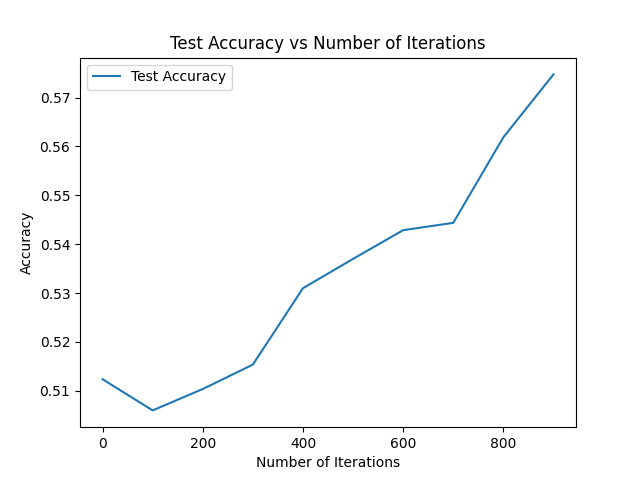 Test Accuracy vs Number of Iterations
Test Accuracy
0.57
0.56
0.55
0.54
0.53
0.52
0.51
Accuracy
0 200 400 600 800
Number of Iterations